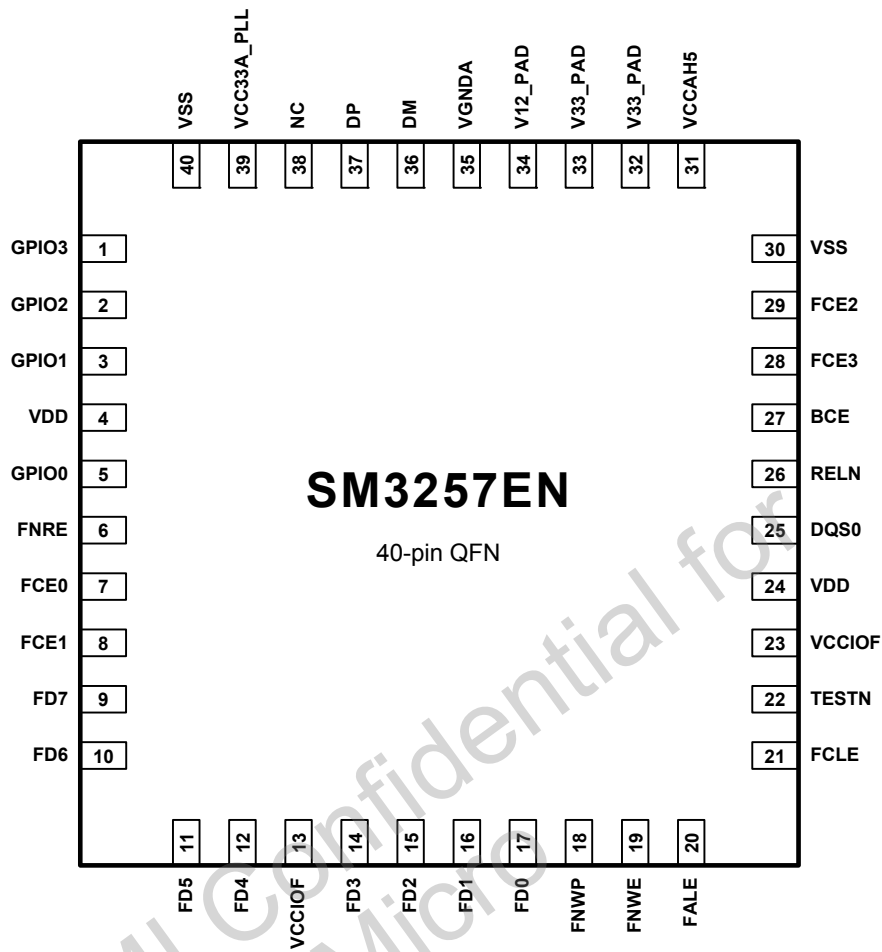 VSS VCC33A_PLL NC DP DM VGNDA V12_PAD V33_PAD V33_PAD VCCAH5
40 39 38 37 36 35 34 33 32 31
GPIO3 1 30 VSS
GPIO2 2 29 FCE2
GPIO1 3 28 FCE3
VDD 4 27 BCE
GPIO0 5 26 RELN
SM3257EN
FNRE 6 25 DQS0
40-pin QFN
FCE0 7 24 VDD
FCE1 8 23 VCCIOF
FD7 9 22 TESTN
FD6 10 21 FCLE
11 12 13 14 15 16 17 18 19 20
FD5 FD4 VCCIOF FD3 FD2 FD1 FD0 FNWP FNWE FALE
Confidential for
Micro